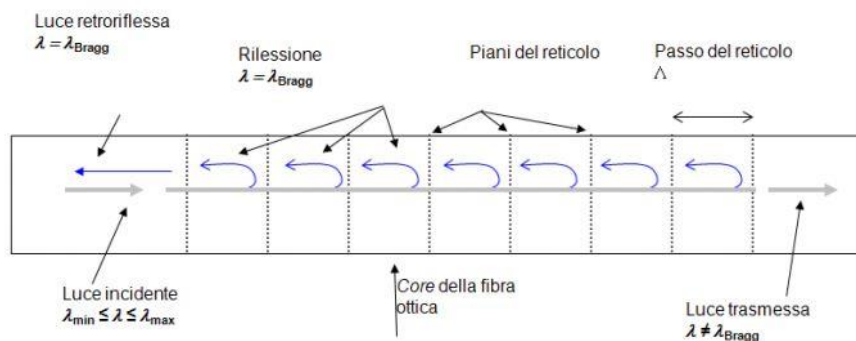 Luce retroriflessa
λ = λBragg
Rilessione
λ = λBragg
Piani del reticolo
Passo del reticolo
Λ
Luce incidente
λmin ≤ λ ≤ λmax
Core della fibra
ottica
Luce trasmessa
λ ≠ λBragg